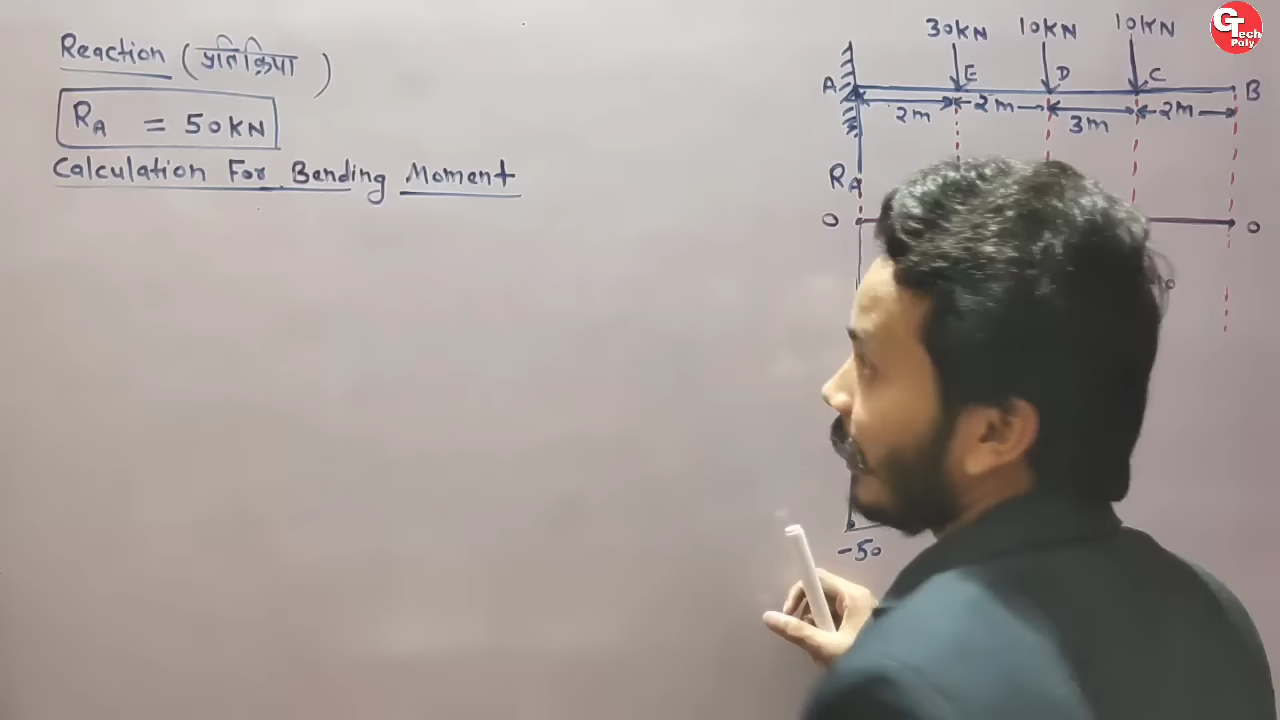 Reaction (प्रतिक्रिया)
R_A = 50KN
Calculation For Bending Moment
30KN 10KN 10KN
A E D C B
2m 2m 3m 2m
R_A
0 0
-50
GTech
Poly